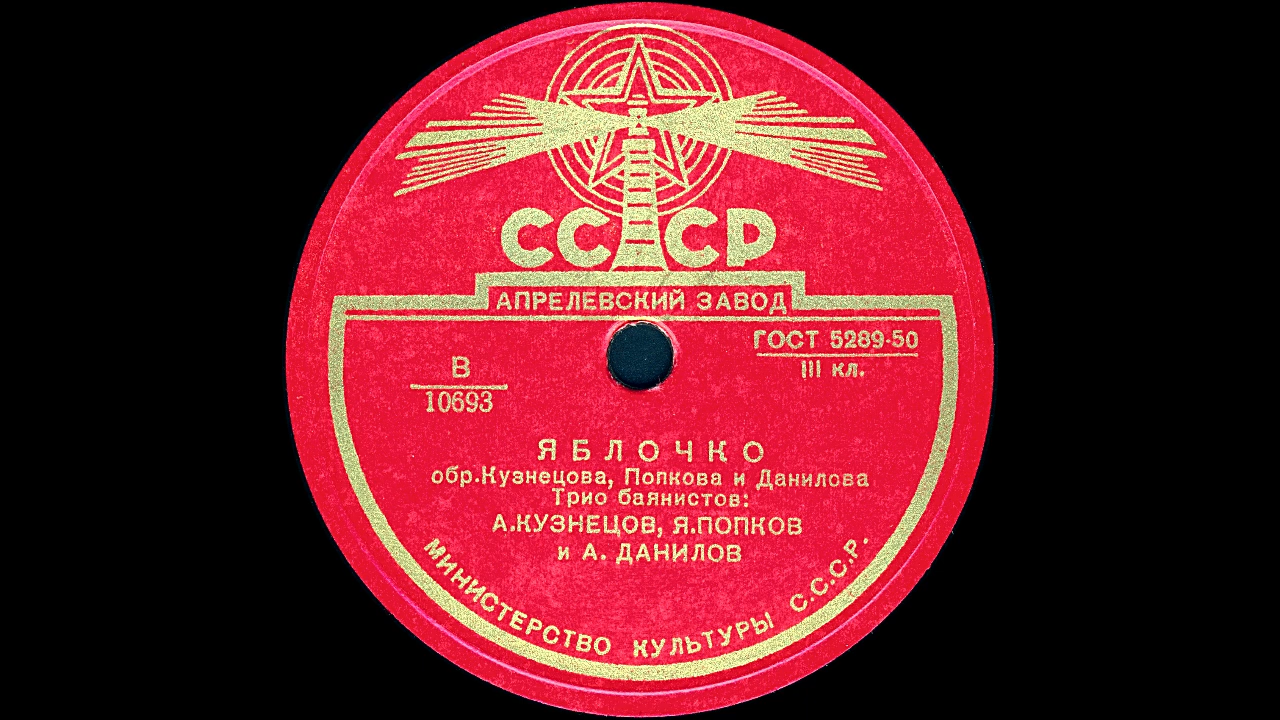 СССР
АПРЕЛЕВСКИЙ ЗАВОД
ГОСТ 5289-50
III кл.
В
10693
ЯБЛОЧКО
обр.Кузнецова, Попкова и Данилова
Трио баянистов:
А.КУЗНЕЦОВ, Я.ПОПКОВ
и А. ДАНИЛОВ
МИНИСТЕРСТВО КУЛЬТУРЫ С.С.С.Р.